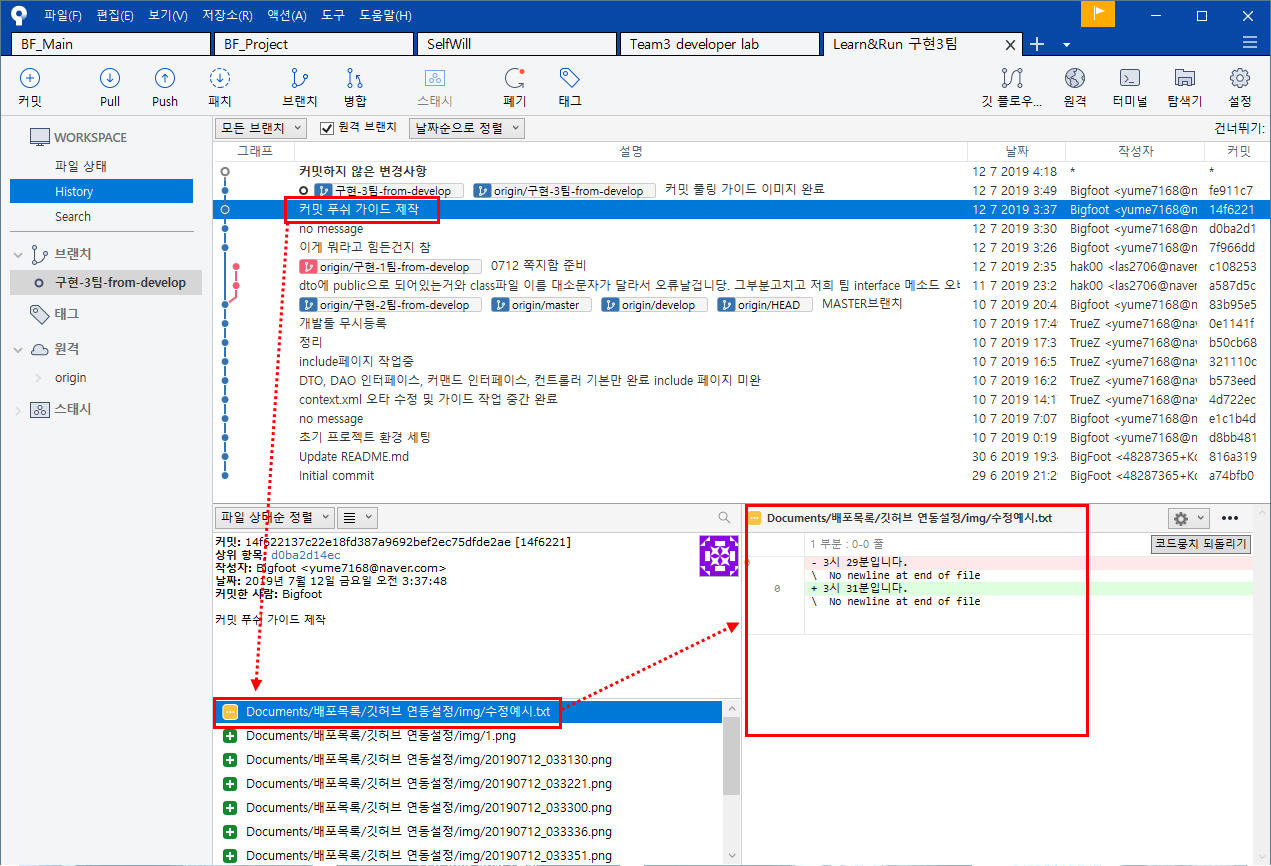 파일(F) 편집(E) 보기(V) 저장소(R) 액션(A) 도구 도움말(H)
BF_Main BF_Project SelfWill Team3 developer lab Learn&Run 구현3팀
커밋 Pull Push 패치 브랜치 병합 스태시 폐기 태그 깃 플로우... 원격 터미널 탐색기 설정
WORKSPACE
파일 상태
History
Search
브랜치
구현-3팀-from-develop
태그
원격
origin
스태시
모든 브랜치 원격 브랜치 날짜순으로 정렬 건너뛰기:
그래프 설명 날짜 작성자 커밋
커밋하지 않은 변경사항 12 7 2019 4:18 * *
구현-3팀-from-develop origin/구현-3팀-from-develop 커밋 풀링 가이드 이미지 완료 12 7 2019 3:49 Bigfoot <yume7168@n fe911c7
커밋 푸쉬 가이드 제작 12 7 2019 3:37 Bigfoot <yume7168@n 14f6221
no message 12 7 2019 3:30 Bigfoot <yume7168@n d0ba2d1
이게 뭐라고 힘든건지 참 12 7 2019 3:26 Bigfoot <yume7168@n 7f966dd
origin/구현-1팀-from-develop 0712 쪽지함 준비 12 7 2019 2:35 hak00 <las2706@naver c108253
dto에 public으로 되어있는거와 class파일 이름 대소문자가 달라서 오류날겁니당. 그부분고치고 저희 팀 interface 메소드 오버 11 7 2019 23:2 hak00 <las2706@naver a587d5c
origin/구현-2팀-from-develop origin/master origin/develop origin/HEAD MASTER브랜치 10 7 2019 20:4 Bigfoot <yume7168@n 83b95e5
개발툴 무시등록 10 7 2019 17:4 TrueZ <yume7168@nav 0e1141f
정리 10 7 2019 17:3 TrueZ <yume7168@nav b50cb68
include페이지 작업중 10 7 2019 16:5 TrueZ <yume7168@nav 321110c
DTO, DAO 인터페이스, 커맨드 인터페이스, 컨트롤러 기본만 완료 include 페이지 미완 10 7 2019 16:2 TrueZ <yume7168@nav b573eed
context.xml 오타 수정 및 가이드 작업 중간 완료 10 7 2019 14:1 TrueZ <yume7168@nav 4d722ec
no message 10 7 2019 7:07 Bigfoot <yume7168@n e1c1b4d
초기 프로젝트 환경 세팅 10 7 2019 0:19 Bigfoot <yume7168@n d8bb481
Update README.md 30 6 2019 19:3 BigFoot <48287365+Kc 816a319
Initial commit 29 6 2019 21:2 BigFoot <48287365+Kc a74bfb0
파일 상태순 정렬
커밋: 14f622137c22e18fd387a9692bef2ec75dfde2ae [14f6221]
상위 항목: d0ba2d14ec
작성자: Bigfoot <yume7168@naver.com>
날짜: 2019년 7월 12일 금요일 오전 3:37:48
커밋한 사람: Bigfoot
커밋 푸쉬 가이드 제작
Documents/배포목록/깃허브 연동설정/img/수정예시.txt
Documents/배포목록/깃허브 연동설정/img/1.png
Documents/배포목록/깃허브 연동설정/img/20190712_033130.png
Documents/배포목록/깃허브 연동설정/img/20190712_033221.png
Documents/배포목록/깃허브 연동설정/img/20190712_033300.png
Documents/배포목록/깃허브 연동설정/img/20190712_033336.png
Documents/배포목록/깃허브 연동설정/img/20190712_033351.png
Documents/배포목록/깃허브 연동설정/img/수정예시.txt
1 부분 : 0-0 줄 코드뭉치 되돌리기
0 - 3시 29분입니다.
\ No newline at end of file
0 + 3시 31분입니다.
\ No newline at end of file